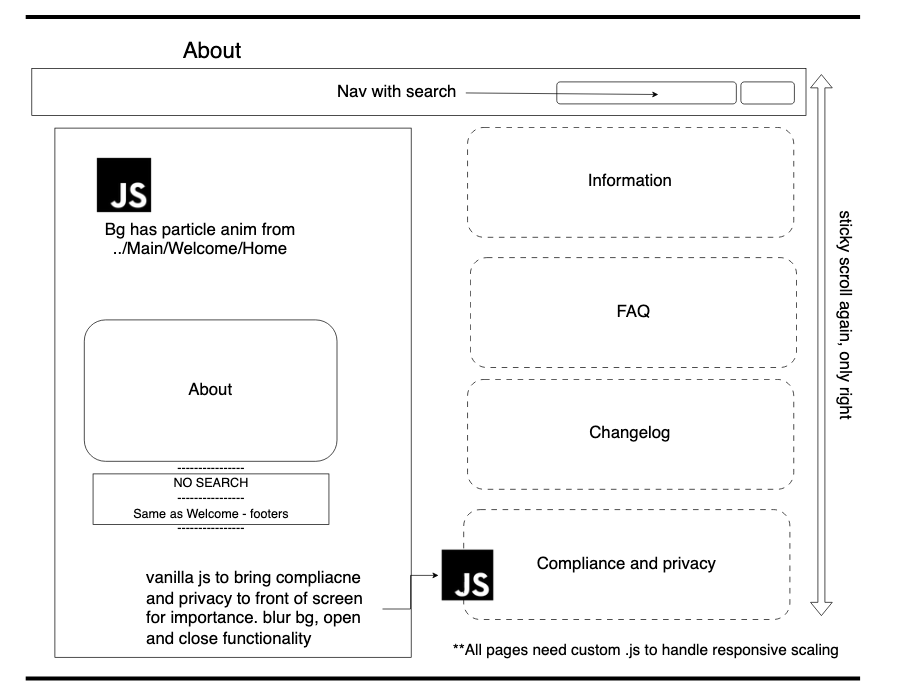 About
Nav with search
JS
Bg has particle anim from
../Main/Welcome/Home
About
----------------
NO SEARCH
----------------
Same as Welcome - footers
----------------
vanilla js to bring compliacne
and privacy to front of screen
for importance. blur bg, open
and close functionality
Information
FAQ
Changelog
JS
Compliance and privacy
sticky scroll again, only right
**All pages need custom .js to handle responsive scaling